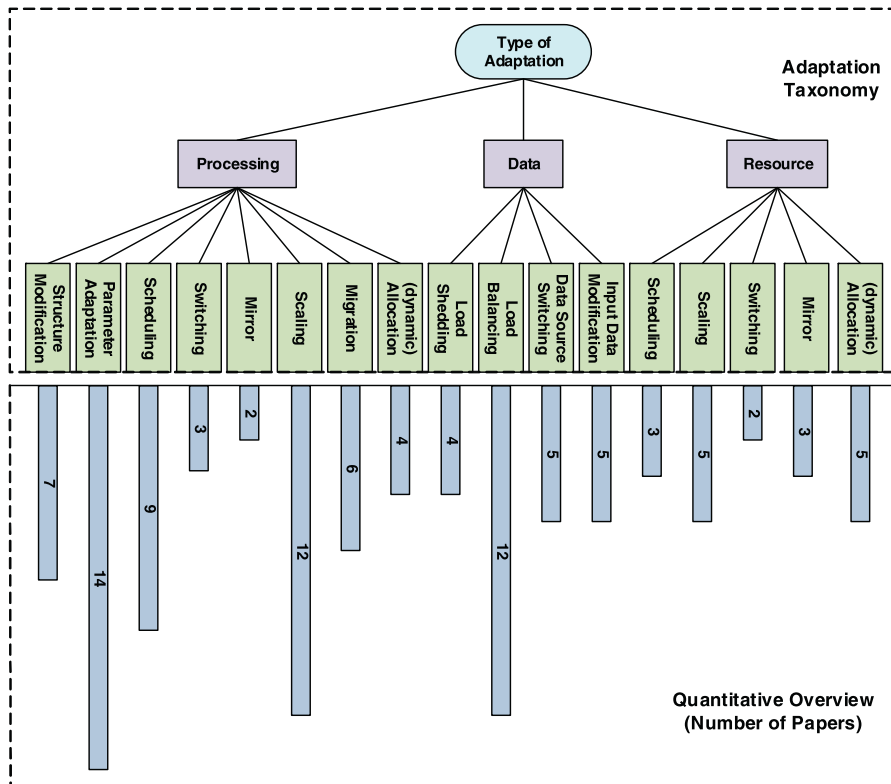 Type of
Adaptation
Adaptation
Taxonomy
Processing
Data
Resource
Structure
Modification
Parameter
Adaptation
Scheduling
Switching
Mirror
Scaling
Migration
(dynamic)
Allocation
Load
Shedding
Load
Balancing
Data Source
Switching
Input Data
Modification
Scheduling
Scaling
Switching
Mirror
(dynamic)
Allocation
7
14
9
3
2
12
6
4
4
12
5
5
3
5
2
3
5
Quantitative Overview
(Number of Papers)